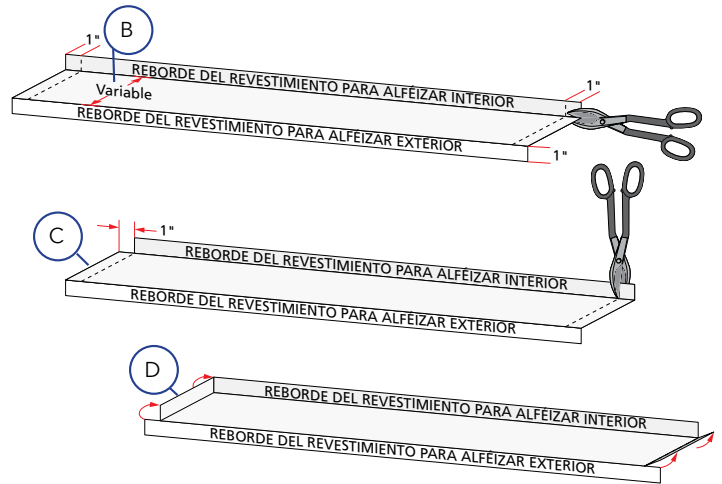 B
1"
REBORDE DEL REVESTIMIENTO PARA ALFÉIZAR INTERIOR
1"
Variable
REBORDE DEL REVESTIMIENTO PARA ALFÉIZAR EXTERIOR
1"
C
1"
REBORDE DEL REVESTIMIENTO PARA ALFÉIZAR INTERIOR
REBORDE DEL REVESTIMIENTO PARA ALFÉIZAR EXTERIOR
D
REBORDE DEL REVESTIMIENTO PARA ALFÉIZAR INTERIOR
REBORDE DEL REVESTIMIENTO PARA ALFÉIZAR EXTERIOR